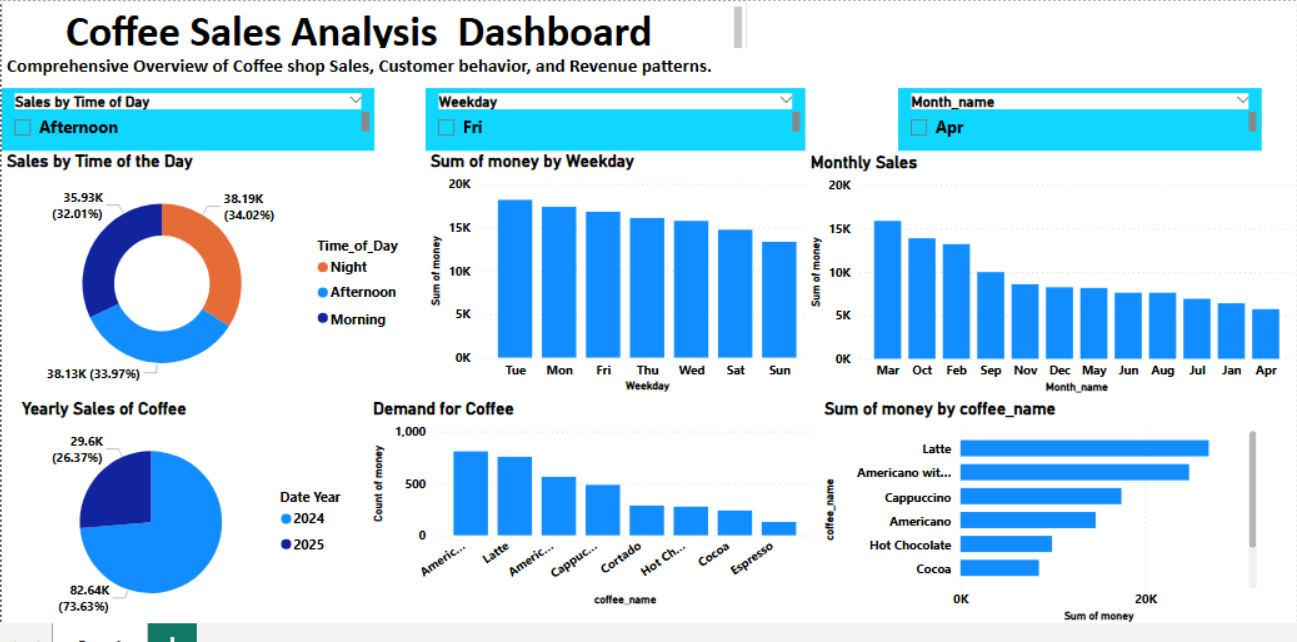 Coffee Sales Analysis Dashboard
Comprehensive Overview of Coffee shop Sales, Customer behavior, and Revenue patterns.
Sales by Time of Day
Afternoon
Weekday
Fri
Month_name
Apr
Sales by Time of the Day
35.93K
(32.01%)
38.19K
(34.02%)
38.13K (33.97%)
Time_of_Day
Night
Afternoon
Morning
Sum of money by Weekday
Sum of money
20K
15K
10K
5K
0K
Tue Mon Fri Thu Wed Sat Sun
Weekday
Monthly Sales
Sum of money
20K
15K
10K
5K
0K
Mar Oct Feb Sep Nov Dec May Jun Aug Jul Jan Apr
Month_name
Yearly Sales of Coffee
29.6K
(26.37%)
82.64K
(73.63%)
Date Year
2024
2025
Demand for Coffee
Count of money
1,000
500
0
Americ... Latte Americ... Cappuc... Cortado Hot Ch... Cocoa Espresso
coffee_name
Sum of money by coffee_name
coffee_name
Latte
Americano wit...
Cappuccino
Americano
Hot Chocolate
Cocoa
0K 20K
Sum of money